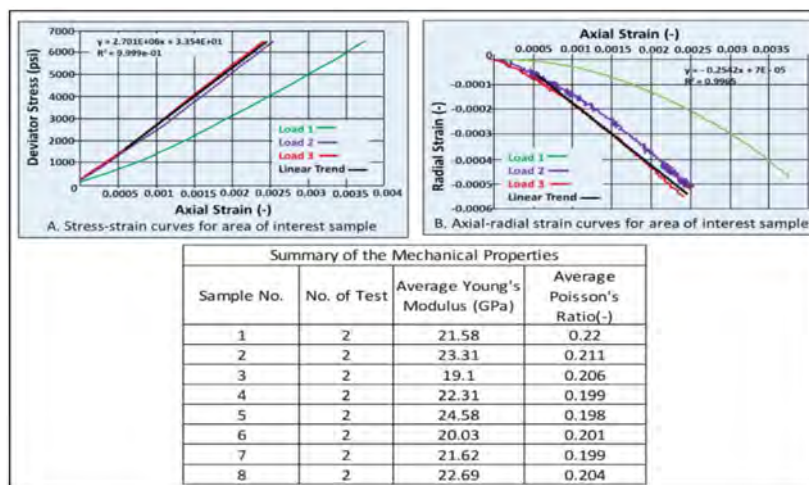 7000
6000
5000
4000
3000
2000
1000
Deviator Stress (psi)
y = 2.701E+06x + 3.354E+01
R² = 9.999e-01
Load 1
Load 2
Load 3
Linear Trend
0.0005 0.001 0.0015 0.002 0.0025 0.003 0.0035 0.004
Axial Strain (-)
A. Stress-strain curves for area of interest sample
Axial Strain (-)
0.0005 0.001 0.0015 0.002 0.0025 0.003 0.0035
0
-0.0001
-0.0002
-0.0003
-0.0004
-0.0005
-0.0006
Radial Strain (-)
y = -0.2542x + 7E-05
R² = 0.9965
Load 1
Load 2
Load 3
Linear Trend
B. Axial-radial strain curves for area of interest sample
Summary of the Mechanical Properties
Sample No. No. of Test Average Young's Modulus (GPa) Average Poisson's Ratio(-)
1 2 21.58 0.22
2 2 23.31 0.211
3 2 19.1 0.206
4 2 22.31 0.199
5 2 24.58 0.198
6 2 20.03 0.201
7 2 21.62 0.199
8 2 22.69 0.204